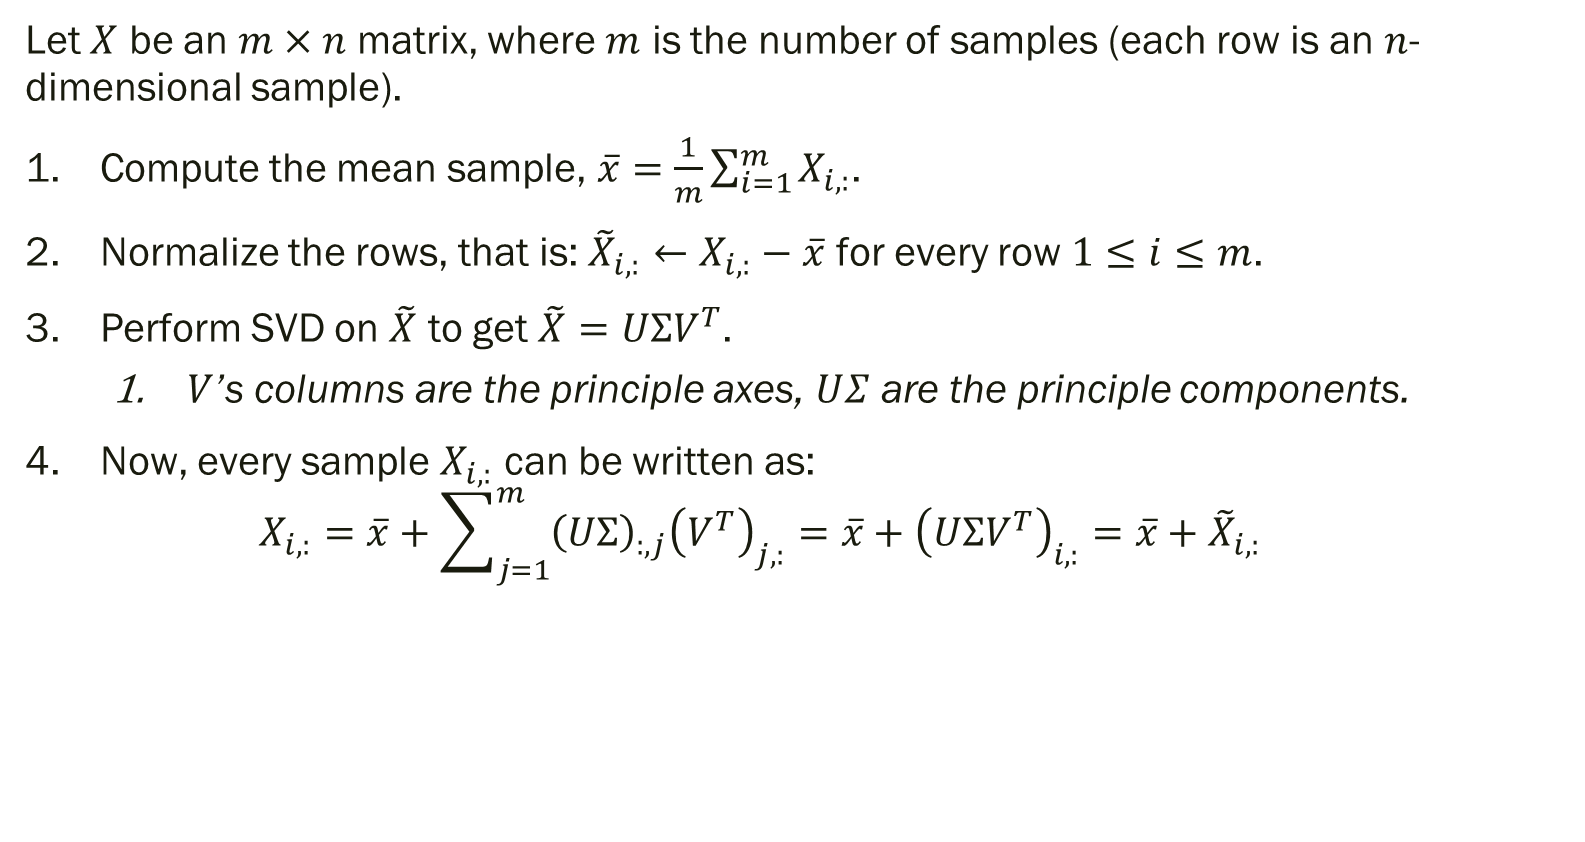 Let 𝑋 be an 𝑚 × 𝑛 matrix, where 𝑚 is the number of samples (each row is an 𝑛-
dimensional sample).
1. Compute the mean sample, x̄ = 1/m ∑_{i=1}^{m} X_{i,:}.
2. Normalize the rows, that is: X̃_{i,:} ← X_{i,:} − x̄ for every row 1 ≤ i ≤ m.
3. Perform SVD on X̃ to get X̃ = UΣV^T.
1. V's columns are the principle axes, UΣ are the principle components.
4. Now, every sample X_{i,:} can be written as:
X_{i,:} = x̄ + ∑_{j=1}^{m} (UΣ)_{:,j} (V^T)_{j,:} = x̄ + (UΣV^T)_{i,:} = x̄ + X̃_{i,:}